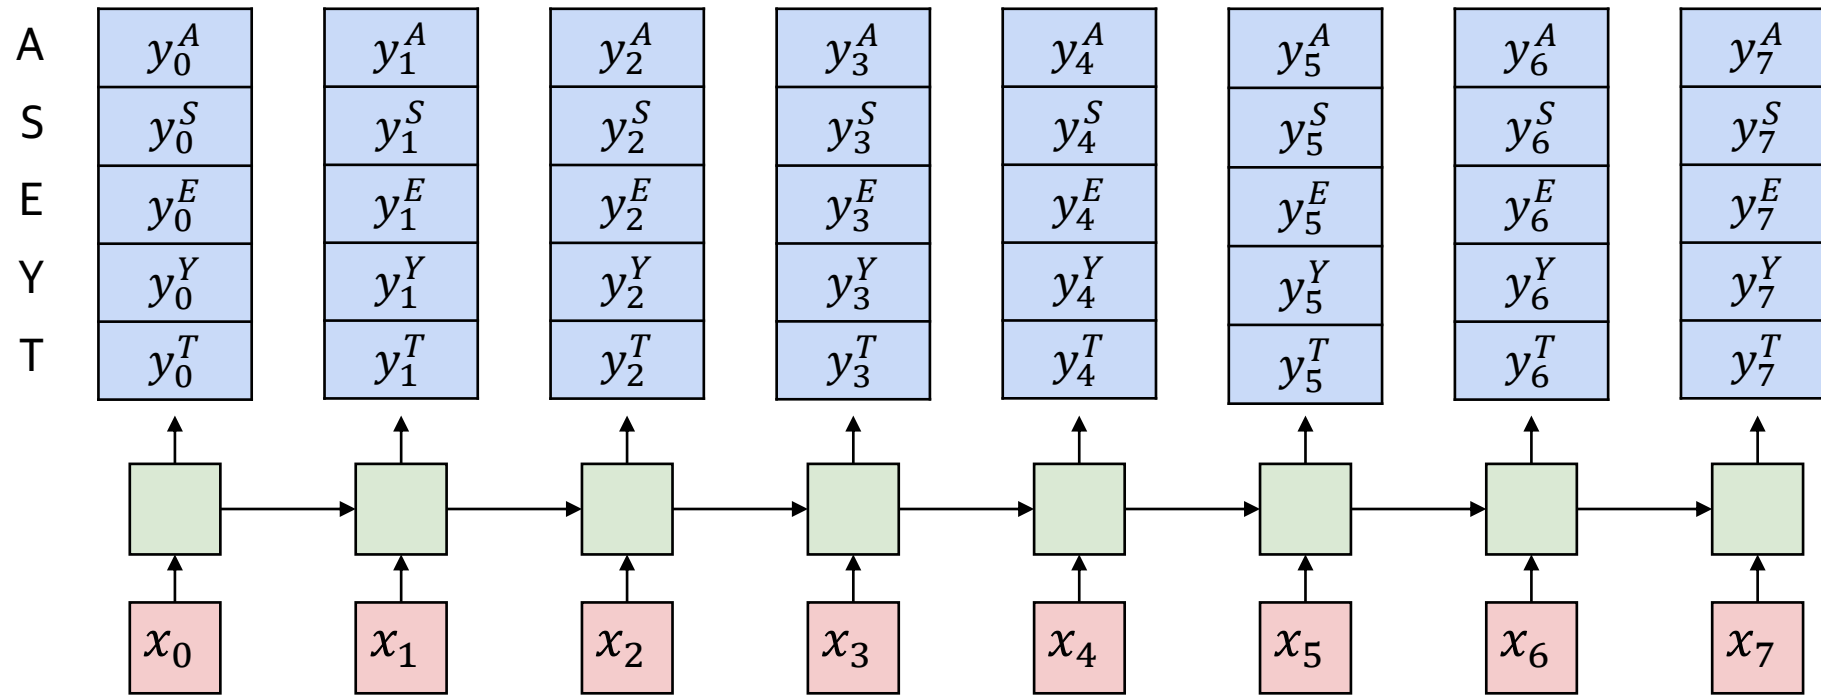 A y_0^A y_1^A y_2^A y_3^A y_4^A y_5^A y_6^A y_7^A
S y_0^S y_1^S y_2^S y_3^S y_4^S y_5^S y_6^S y_7^S
E y_0^E y_1^E y_2^E y_3^E y_4^E y_5^E y_6^E y_7^E
Y y_0^Y y_1^Y y_2^Y y_3^Y y_4^Y y_5^Y y_6^Y y_7^Y
T y_0^T y_1^T y_2^T y_3^T y_4^T y_5^T y_6^T y_7^T
x_0 x_1 x_2 x_3 x_4 x_5 x_6 x_7